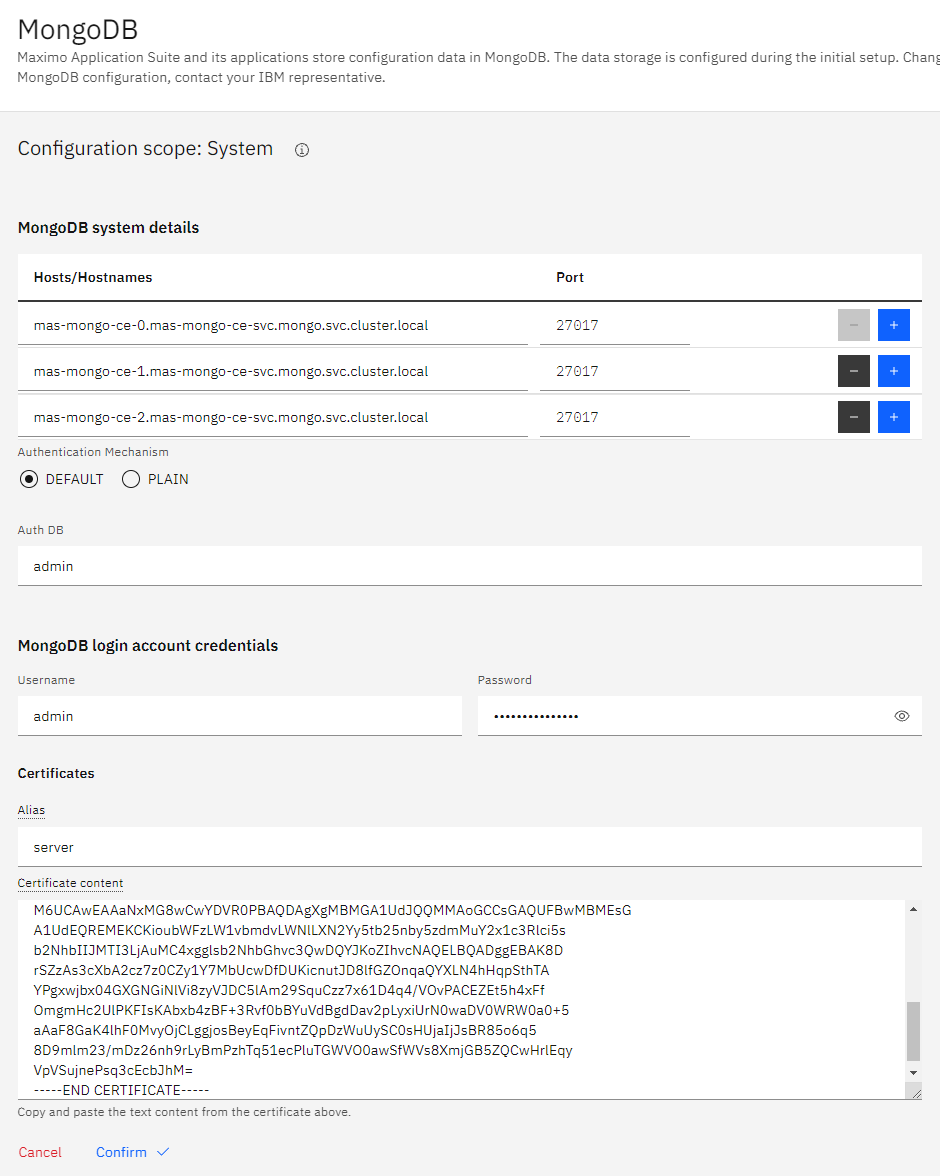 MongoDB
Maximo Application Suite and its applications store configuration data in MongoDB. The data storage is configured during the initial setup. Chang
MongoDB configuration, contact your IBM representative.
Configuration scope: System
MongoDB system details
Hosts/Hostnames Port
mas-mongo-ce-0.mas-mongo-ce-svc.mongo.svc.cluster.local 27017
mas-mongo-ce-1.mas-mongo-ce-svc.mongo.svc.cluster.local 27017
mas-mongo-ce-2.mas-mongo-ce-svc.mongo.svc.cluster.local 27017
Authentication Mechanism
DEFAULT PLAIN
Auth DB
admin
MongoDB login account credentials
Username Password
admin •••••••••••••••
Certificates
Alias
server
Certificate content
M6UCAwEAAaNxMG8wCwYDVR0PBAQDAgXgMBMGA1UdJQQMMAoGCCsGAQUFBwMBMEsG
A1UdEQREMEKCKioubWFzLW1vbmdvLWNlLXN2Yy5tb25nby5zdmMuY2x1c3Rlci5s
b2NhbIIJMTI3LjAuMC4xgglsb2NhbGhvc3QwDQYJKoZIhvcNAQELBQADggEBAK8D
rSZzAs3cXbA2cz7z0CZy1Y7MbUcwDfDUKicnutJD8lfGZOnqaQYXLN4hHqpSthTA
YPgxwjbx04GXGNGiNlVi8zyVJDC5lAm29SquCzz7x61D4q4/VOvPACEZEt5h4xFf
OmgmHc2UlPKFIsKAbxb4zBF+3Rvf0bBYuVdBgdDav2pLyxiUrN0waDV0WRW0a0+5
aAaF8GaK4lhF0MvyOjCLggjosBeyEqFivntZQpDzWuUySC0sHUjaIjJsBR85o6q5
8D9mlm23/mDz26nh9rLyBmPzhTq51ecPluTGWVO0awSfWVs8XmjGB5ZQCwHrlEqy
VpVSujnePsq3cEcbJhM=
-----END CERTIFICATE-----
Copy and paste the text content from the certificate above.
Cancel Confirm